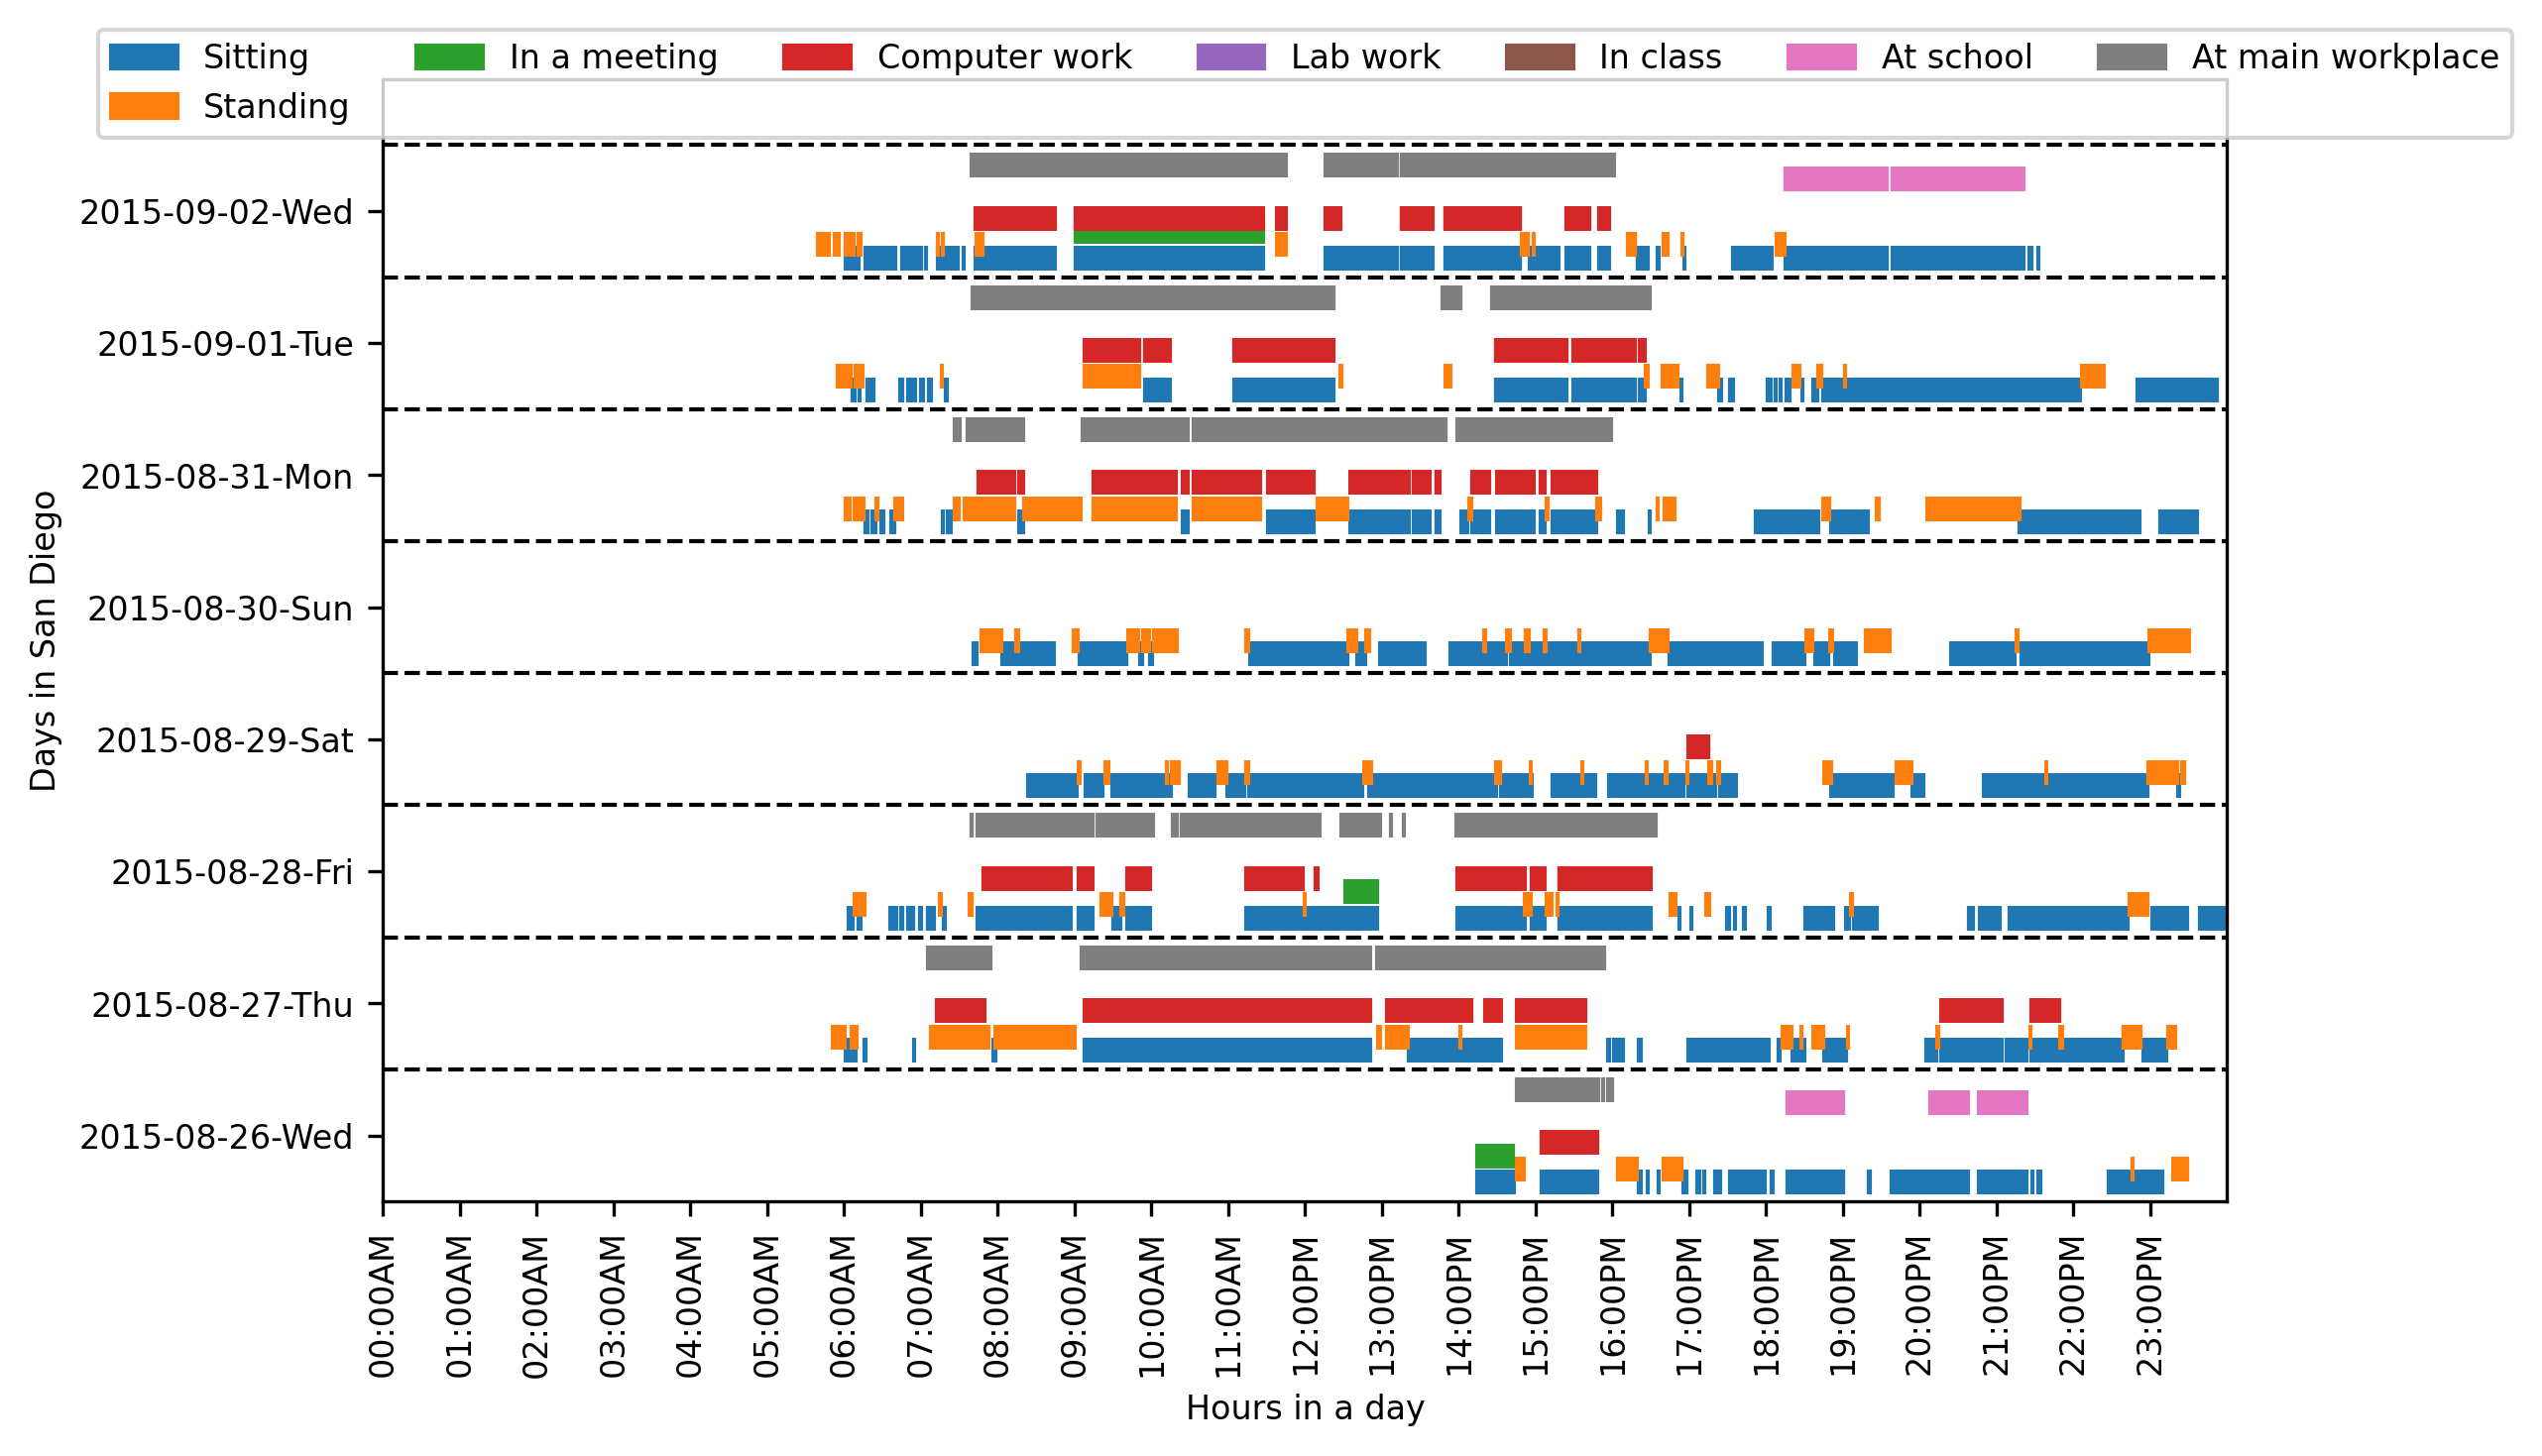 Sitting In a meeting Computer work Lab work In class At school At main workplace
Standing
2015-09-02-Wed
2015-09-01-Tue
2015-08-31-Mon
2015-08-30-Sun
2015-08-29-Sat
2015-08-28-Fri
2015-08-27-Thu
2015-08-26-Wed
Days in San Diego
00:00AM
01:00AM
02:00AM
03:00AM
04:00AM
05:00AM
06:00AM
07:00AM
08:00AM
09:00AM
10:00AM
11:00AM
12:00PM
13:00PM
14:00PM
15:00PM
16:00PM
17:00PM
18:00PM
19:00PM
20:00PM
21:00PM
22:00PM
23:00PM
Hours in a day